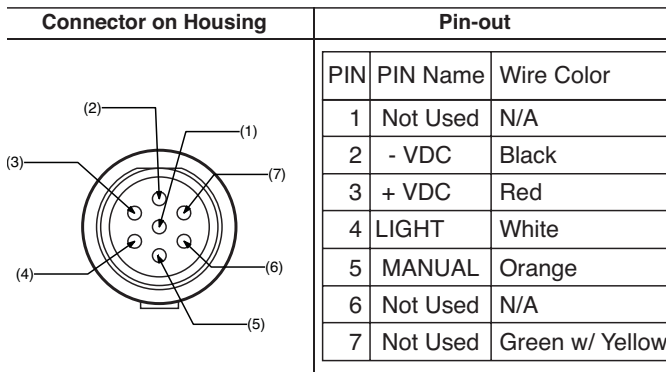 Connector on Housing Pin-out
PIN PIN Name Wire Color
1 Not Used N/A
2 - VDC Black
3 + VDC Red
4 LIGHT White
5 MANUAL Orange
6 Not Used N/A
7 Not Used Green w/ Yellow
(2)
(1)
(3)
(7)
(4)
(6)
(5)